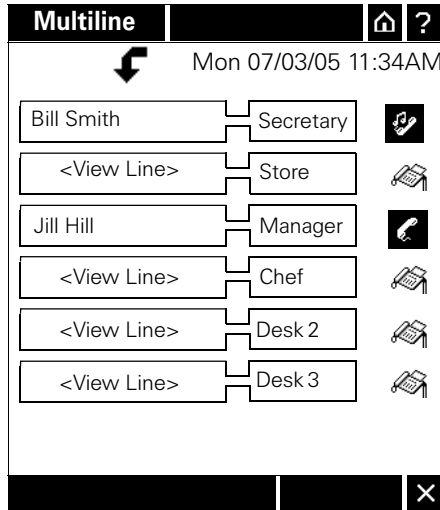 Multiline ?
Mon 07/03/05 11:34AM
Bill Smith Secretary
<View Line> Store
Jill Hill Manager
<View Line> Chef
<View Line> Desk 2
<View Line> Desk 3